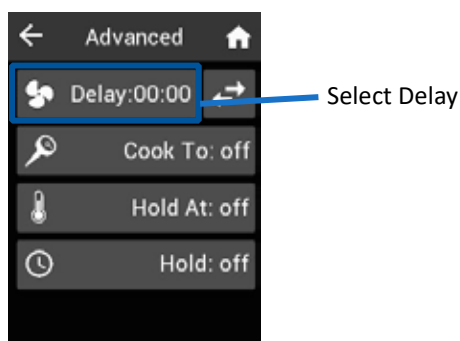 Advanced
Delay:00:00
Select Delay
Cook To: off
Hold At: off
Hold: off